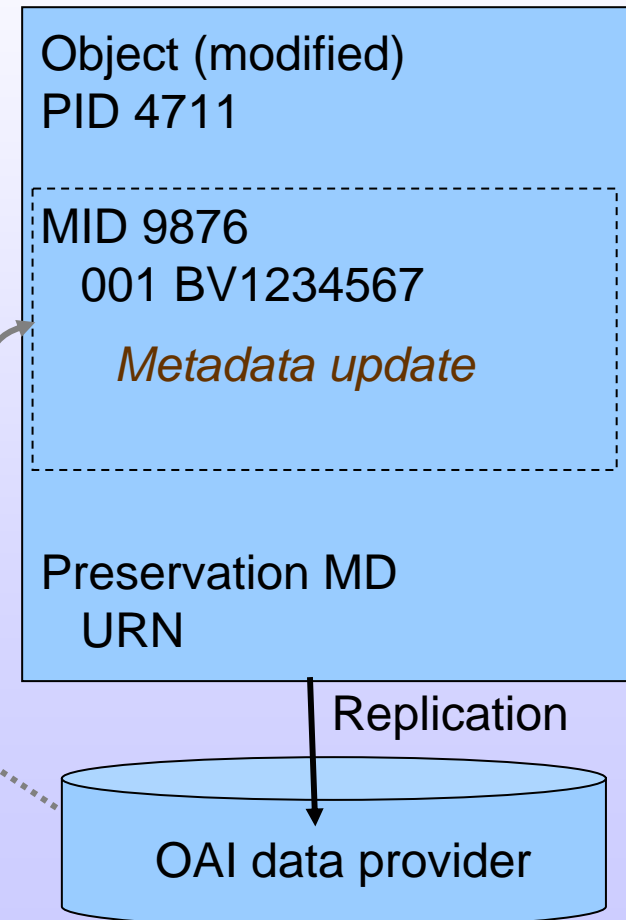 Object (modified)
PID 4711
MID 9876
001 BV1234567
Metadata update
Preservation MD
URN
Replication
OAI data provider